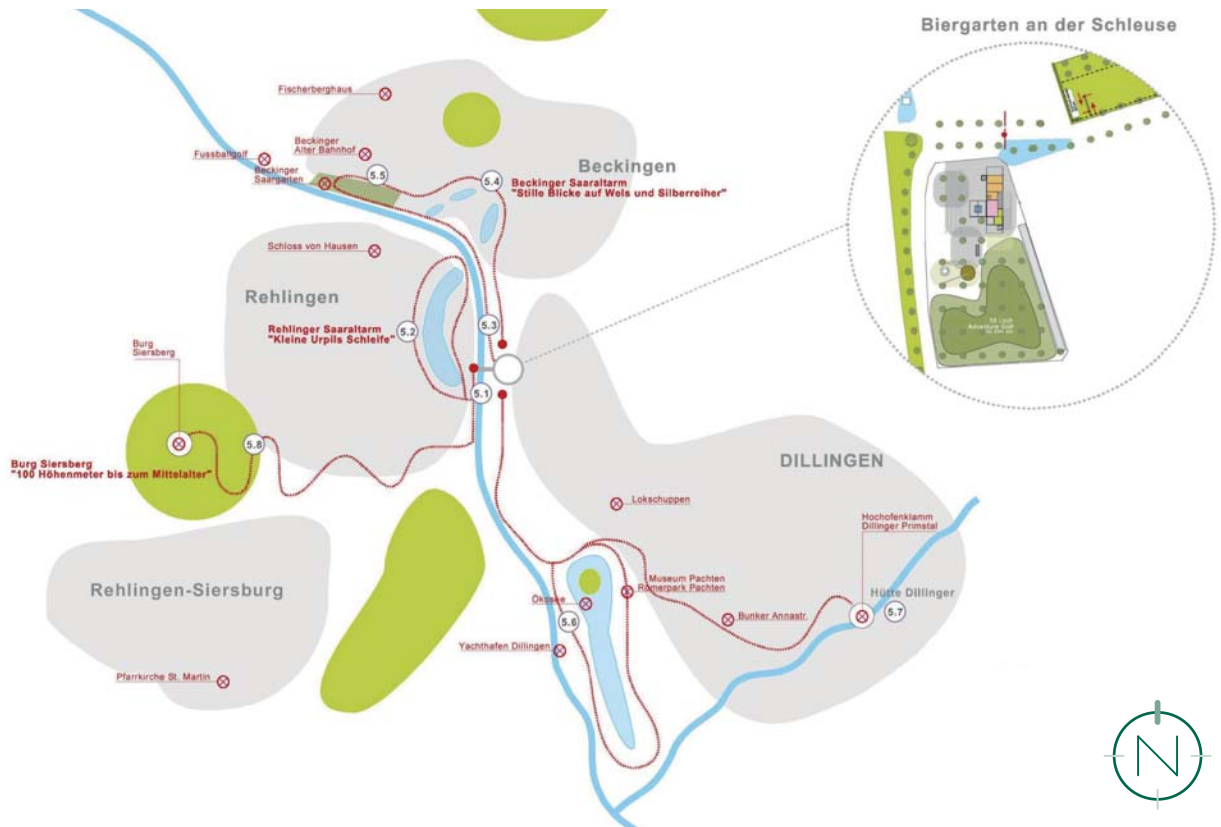 Biergarten an der Schleuse
Fischerberghaus
Beckinger
Alter Bahnhof
Fussballgolf
Beckinger
Saargarten
5.5
5.4
Beckingen
Beckinger Saaraltarm
"Stille Blicke auf Wels und Silberreiher"
Schloss von Hausen
Rehlingen
Rehlinger Saaraltarm
"Kleine Urpils Schleife"
5.2
5.3
5.1
Burg
Siersberg
5.8
Burg Siersberg
"100 Höhenmeter bis zum Mittelalter"
DILLINGEN
Lokschuppen
Hochofenklamm
Dillinger Primstal
Museum Pachten
Römerpark Pachten
Hütte Dillinger
5.7
Ökosee
Bunker Annastr.
5.6
Yachthafen Dillingen
Rehlingen-Siersburg
Pfarrkirche St. Martin
Adventure Golf
N